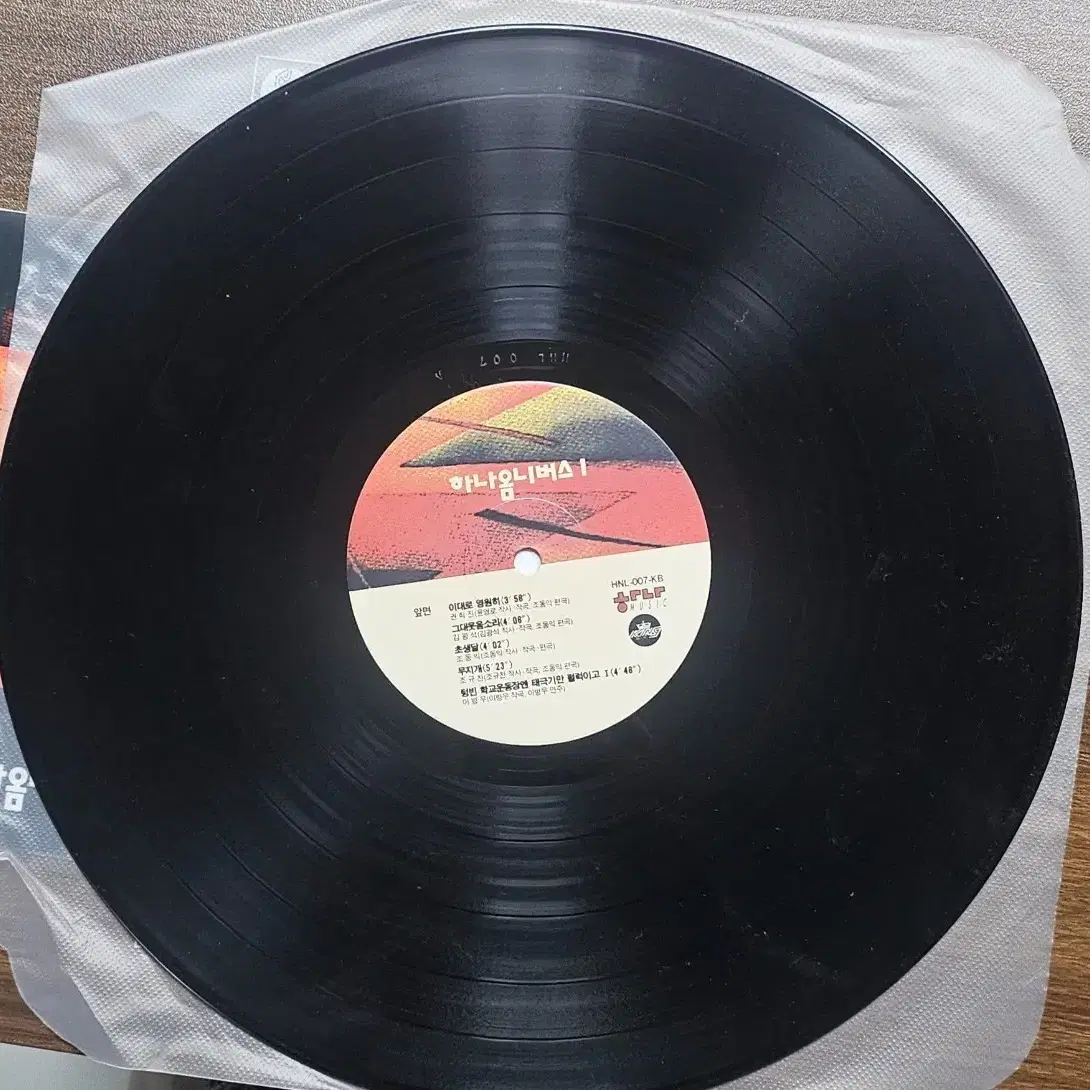 HNL 007 A
하나옴니버스 I
HNL-007-KB
하나
MUSIC
앞면
이대로 영원히(3′58″)
권 혁 진(윤영로 작사·작곡, 조동익 편곡)
그대웃음소리(4′08″)
김 광 석(김광석 작사·작곡, 조동익 편곡)
초생달(4′02″)
조 동 익(조동익 작사·작곡·편곡)
무지개(5′23″)
조 규 찬(조규찬 작사·작곡, 조동익 편곡)
텅빈 학교운동장엔 태극기만 펄럭이고 I(4′48″)
이 병 우(이병우 작곡, 이병우 연주)